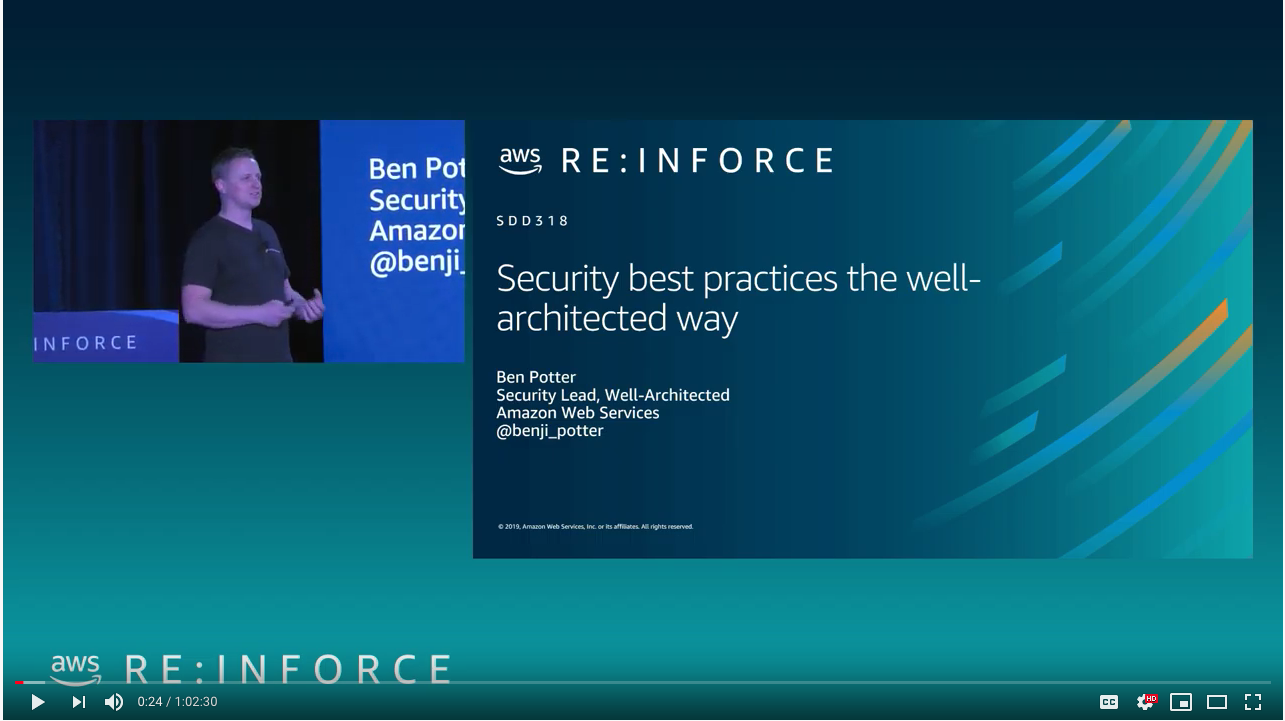 Ben Pot
Security
Amazon
@benji_
INFORCE
aws RE:INFORCE
SDD318
Security best practices the well-
architected way
Ben Potter
Security Lead, Well-Architected
Amazon Web Services
@benji_potter
© 2019, Amazon Web Services, Inc. or its affiliates. All rights reserved.
aws RE:INFORCE
0:24 / 1:02:30
CC
HD